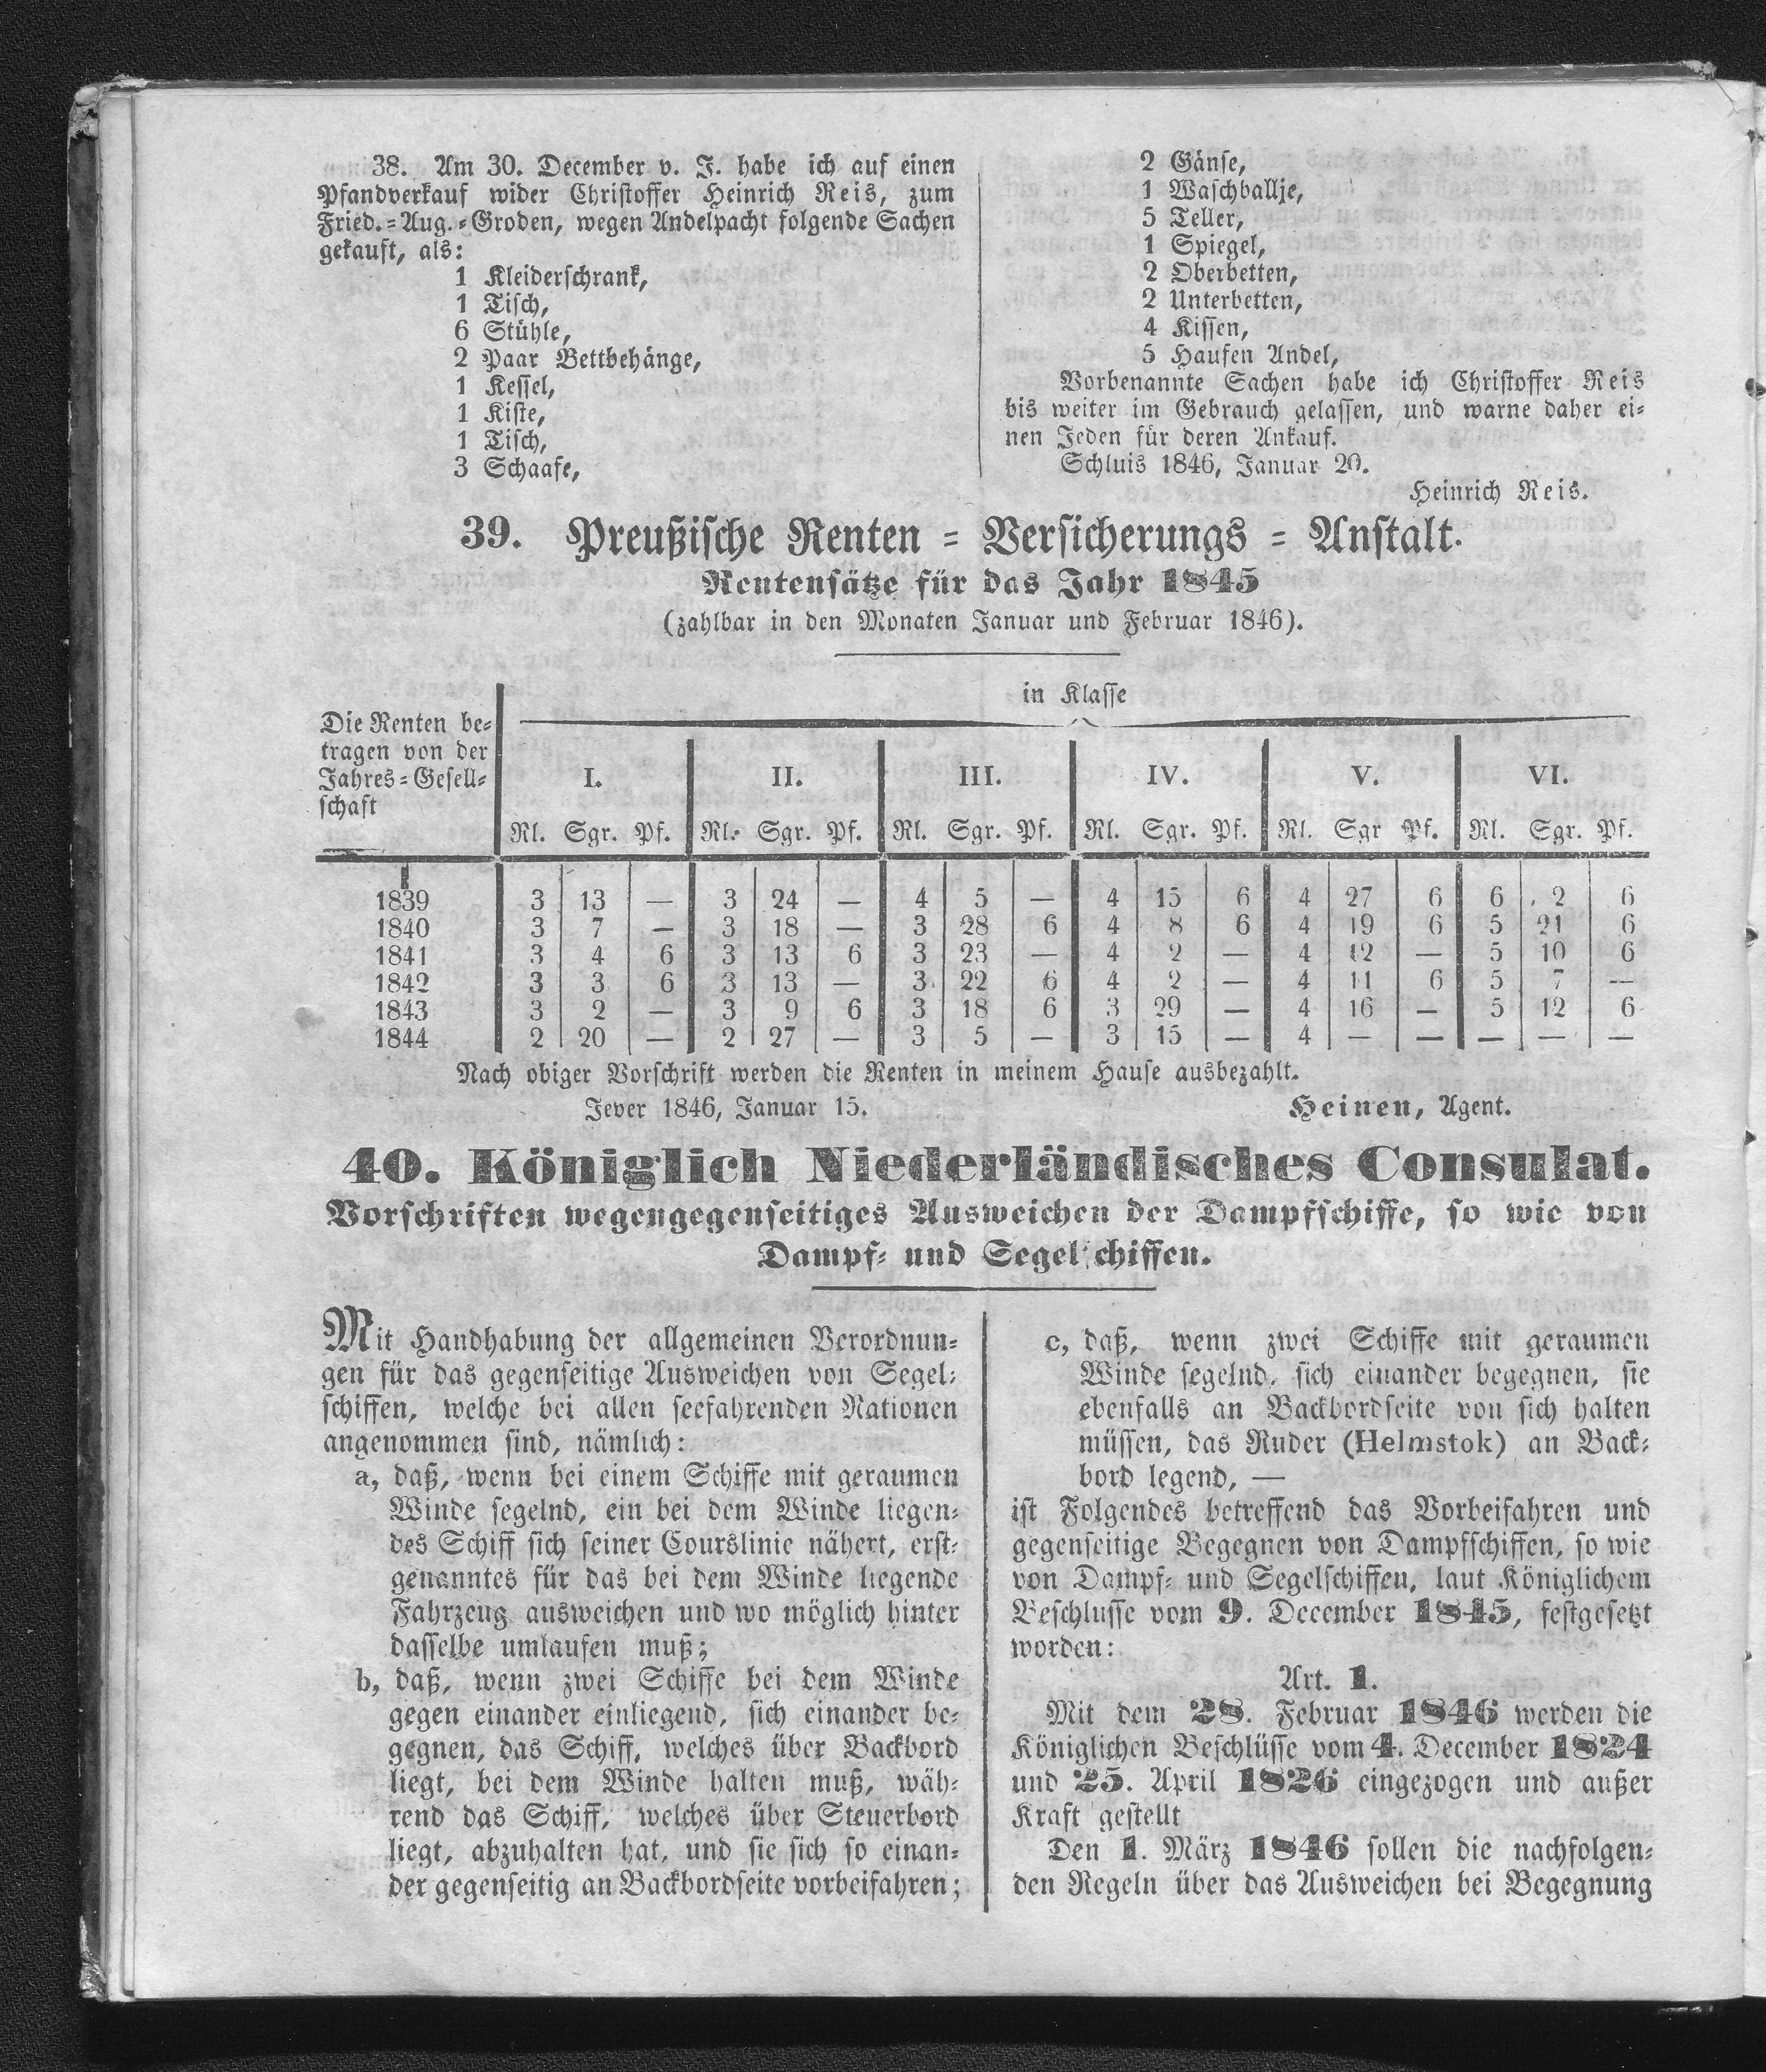 38. Am 30. December v. J. habe ich auf einen
Pfandverkauf wider Christoffer Heinrich Reis, zum
Fried.=Aug.=Groden, wegen Andelpacht folgende Sachen
gekauft, als:
1 Kleiderschrank,
1 Tisch,
6 Stühle,
2 Paar Bettbehänge,
1 Kessel,
1 Kiste,
1 Tisch,
3 Schaafe,
2 Gänse,
1 Waschballje,
5 Teller,
1 Spiegel,
2 Oberbetten,
2 Unterbetten,
4 Kissen,
5 Haufen Andel,
Vorbenannte Sachen habe ich Christoffer Reis
bis weiter im Gebrauch gelassen, und warne daher ei=
nen Jeden für deren Ankauf.
Schluis 1846, Januar 20.
Heinrich Reis.
39. Preußische Renten = Versicherungs = Anstalt.
Rentensätze für das Jahr 1845
(zahlbar in den Monaten Januar und Februar 1846).
in Klasse
Die Renten be=
tragen von der
Jahres=Gesell=
schaft
I. II. III. IV. V. VI.
Rl. Sgr. Pf. Rl. Sgr. Pf. Rl. Sgr. Pf. Rl. Sgr. Pf. Rl. Sgr Pf. Rl. Sgr. Pf.
1839 3 13 — 3 24 — 4 5 — 4 15 6 4 27 6 6 2 6
1840 3 7 — 3 18 — 3 28 6 4 8 6 4 19 6 5 21 6
1841 3 4 6 3 13 6 3 23 — 4 2 — 4 12 — 5 10 6
1842 3 3 6 3 13 — 3 22 6 4 2 — 4 11 6 5 7 —
1843 3 2 — 3 9 6 3 18 6 3 29 — 4 16 — 5 12 6
1844 2 20 — 2 27 — 3 5 — 3 15 — 4 — — — — —
Nach obiger Vorschrift werden die Renten in meinem Hause ausbezahlt.
Jever 1846, Januar 15. Heinen, Agent.
40. Königlich Niederländisches Consulat.
Vorschriften wegengegenseitiges Ausweichen der Dampfschiffe, so wie von
Dampf= und Segelschiffen.
Mit Handhabung der allgemeinen Verordnun=
gen für das gegenseitige Ausweichen von Segel=
schiffen, welche bei allen seefahrenden Nationen
angenommen sind, nämlich:
a, daß, wenn bei einem Schiffe mit geraumen
Winde segelnd, ein bei dem Winde liegen=
des Schiff sich seiner Courslinie nähert, erst=
genanntes für das bei dem Winde liegende
Fahrzeug ausweichen und wo möglich hinter
dasselbe umlaufen muß;
b, daß, wenn zwei Schiffe bei dem Winde
gegen einander einliegend, sich einander be=
gegnen, das Schiff, welches über Backbord
liegt, bei dem Winde halten muß, wäh=
rend das Schiff, welches über Steuerbord
liegt, abzuhalten hat, und sie sich so einan=
der gegenseitig an Backbordseite vorbeifahren;
c, daß, wenn zwei Schiffe mit geraumen
Winde segelnd, sich einander begegnen, sie
ebenfalls an Backbordseite von sich halten
müssen, das Ruder (Helmstok) an Back=
bord legend, —
ist Folgendes betreffend das Vorbeifahren und
gegenseitige Begegnen von Dampfschiffen, so wie
von Dampf= und Segelschiffen, laut Königlichem
Beschlusse vom 9. December 1845, festgesetzt
worden:
Art. 1.
Mit dem 28. Februar 1846 werden die
Königlichen Beschlüsse vom 4. December 1824
und 25. April 1826 eingezogen und außer
Kraft gestellt
Den 1. März 1846 sollen die nachfolgen=
den Regeln über das Ausweichen bei Begegnung